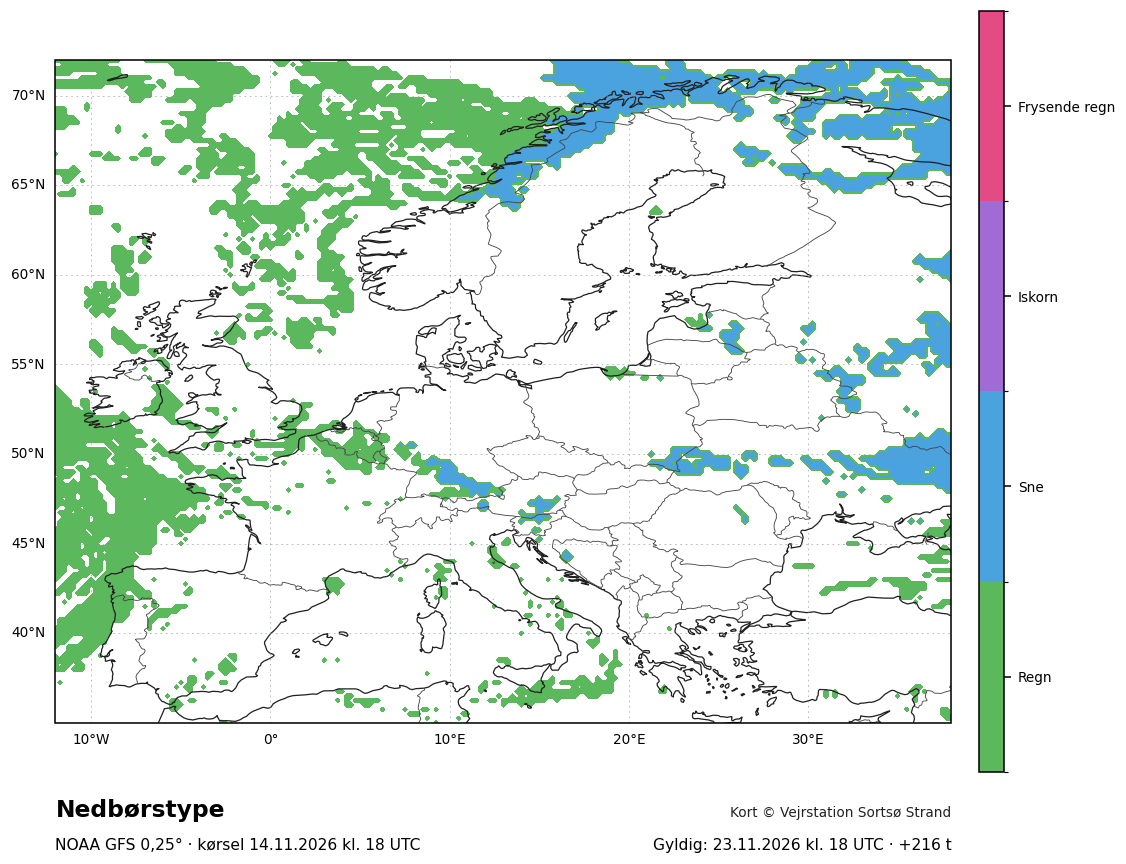 Frysende regn
Iskorn
Sne
Regn
70°N
65°N
60°N
55°N
50°N
45°N
40°N
10°W
0°
10°E
20°E
30°E
Nedbørstype
Kort © Vejrstation Sortsø Strand
NOAA GFS 0,25° · kørsel 14.11.2026 kl. 18 UTC
Gyldig: 23.11.2026 kl. 18 UTC · +216 t